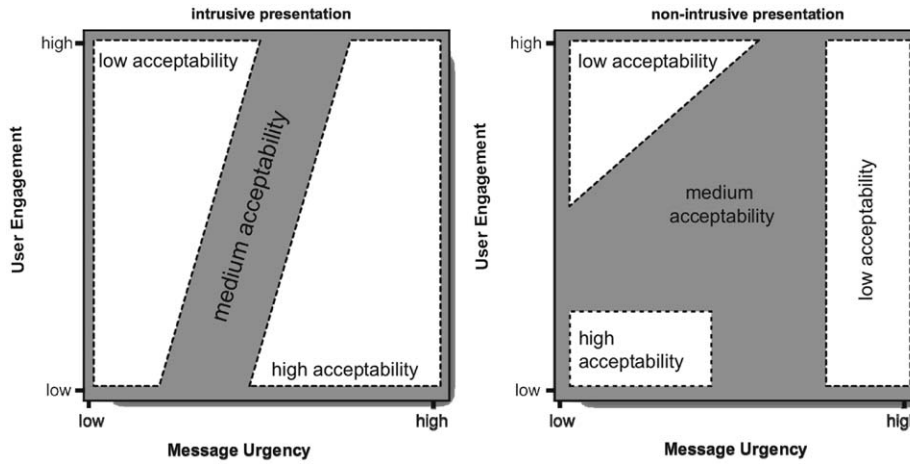 intrusive presentation
high
low acceptability
medium acceptability
high acceptability
User Engagement
low
low
high
Message Urgency
non-intrusive presentation
high
low acceptability
medium
acceptability
low acceptability
high
acceptability
User Engagement
low
low
high
Message Urgency